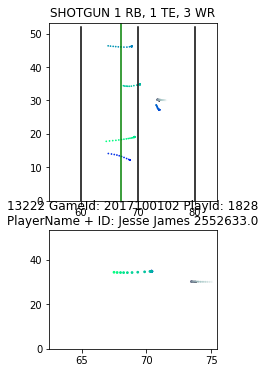 SHOTGUN 1 RB, 1 TE, 3 WR
50
40
30
20
10
0
60 70 80
13222 GameId: 2017100102 PlayId: 1828
PlayerName + ID: Jesse James 2552633.0
40
20
0
65 70 75